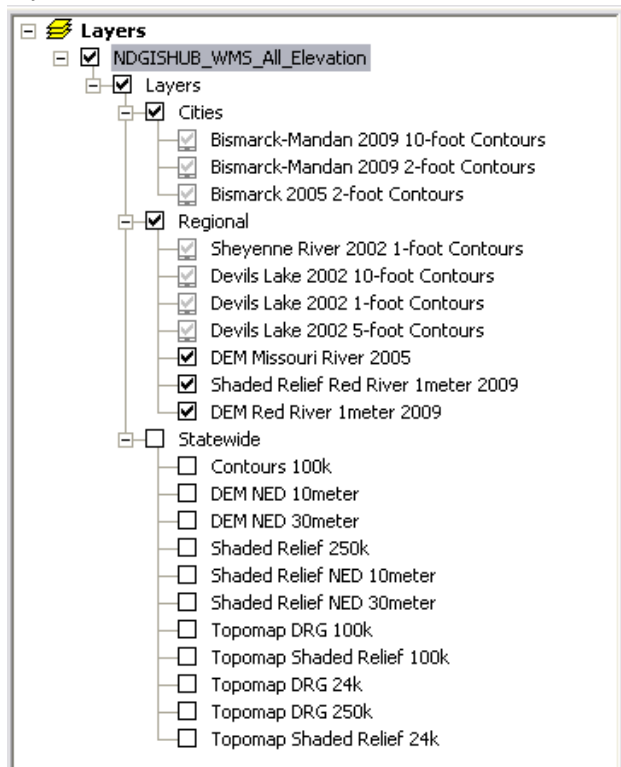 Layers
NDGISHUB_WMS_All_Elevation
Layers
Cities
Bismarck-Mandan 2009 10-foot Contours
Bismarck-Mandan 2009 2-foot Contours
Bismarck 2005 2-foot Contours
Regional
Sheyenne River 2002 1-foot Contours
Devils Lake 2002 10-foot Contours
Devils Lake 2002 1-foot Contours
Devils Lake 2002 5-foot Contours
DEM Missouri River 2005
Shaded Relief Red River 1meter 2009
DEM Red River 1meter 2009
Statewide
Contours 100k
DEM NED 10meter
DEM NED 30meter
Shaded Relief 250k
Shaded Relief NED 10meter
Shaded Relief NED 30meter
Topomap DRG 100k
Topomap Shaded Relief 100k
Topomap DRG 24k
Topomap DRG 250k
Topomap Shaded Relief 24k